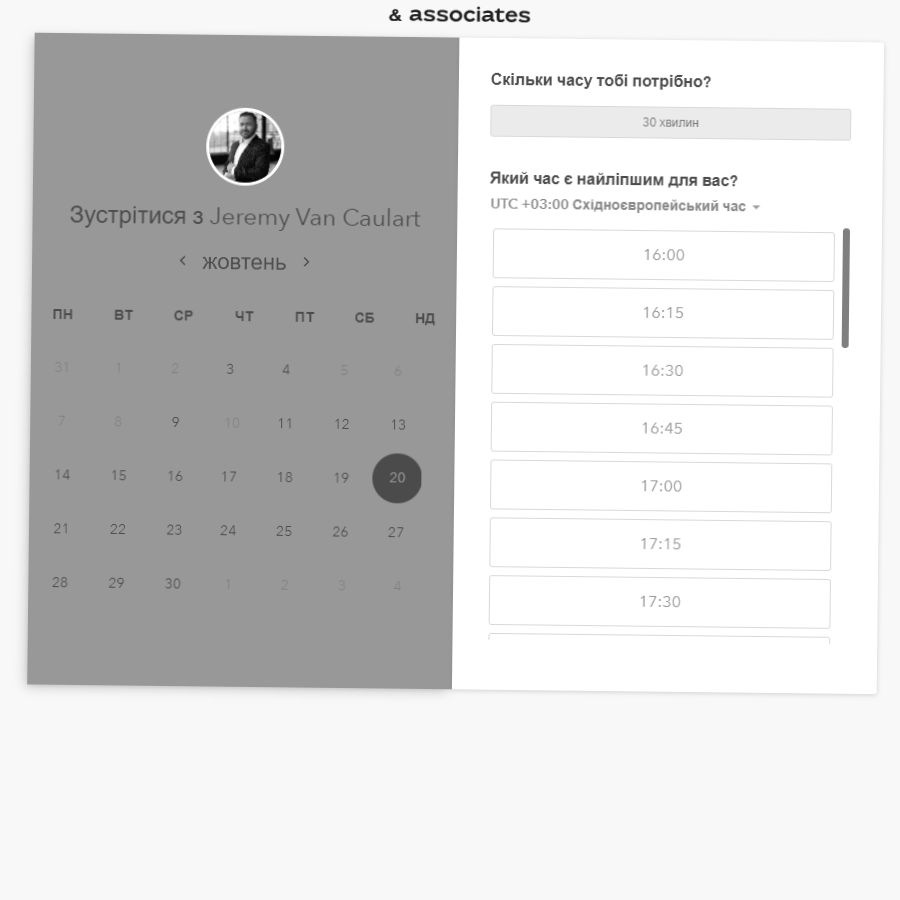 & associates
Зустрітися з Jeremy Van Caulart
жовтень
ПН ВТ СР ЧТ ПТ СБ НД
31 1 2 3 4 5 6
7 8 9 10 11 12 13
14 15 16 17 18 19 20
21 22 23 24 25 26 27
28 29 30 1 2 3 4
Скільки часу тобі потрібно?
30 хвилин
Який час є найліпшим для вас?
UTC +03:00 Східноєвропейський час
16:00
16:15
16:30
16:45
17:00
17:15
17:30